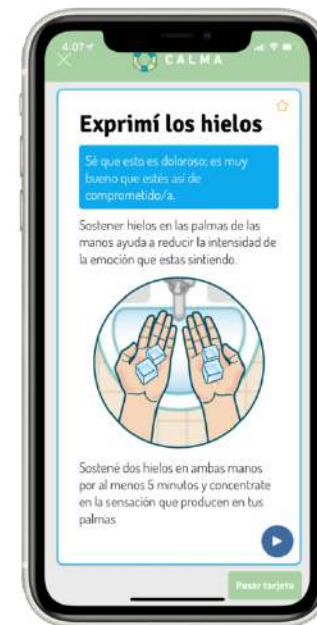 4:07
CALMA
Exprimí los hielos
Sé que esto es doloroso; es muy
bueno que estés así de
comprometido/a.
Sostener hielos en las palmas de las
manos ayuda a reducir la intensidad de
la emoción que estas sintiendo.
Sostené dos hielos en ambas manos
por al menos 5 minutos y concentrate
en la sensación que producen en tus
palmas
Pasar tarjeta